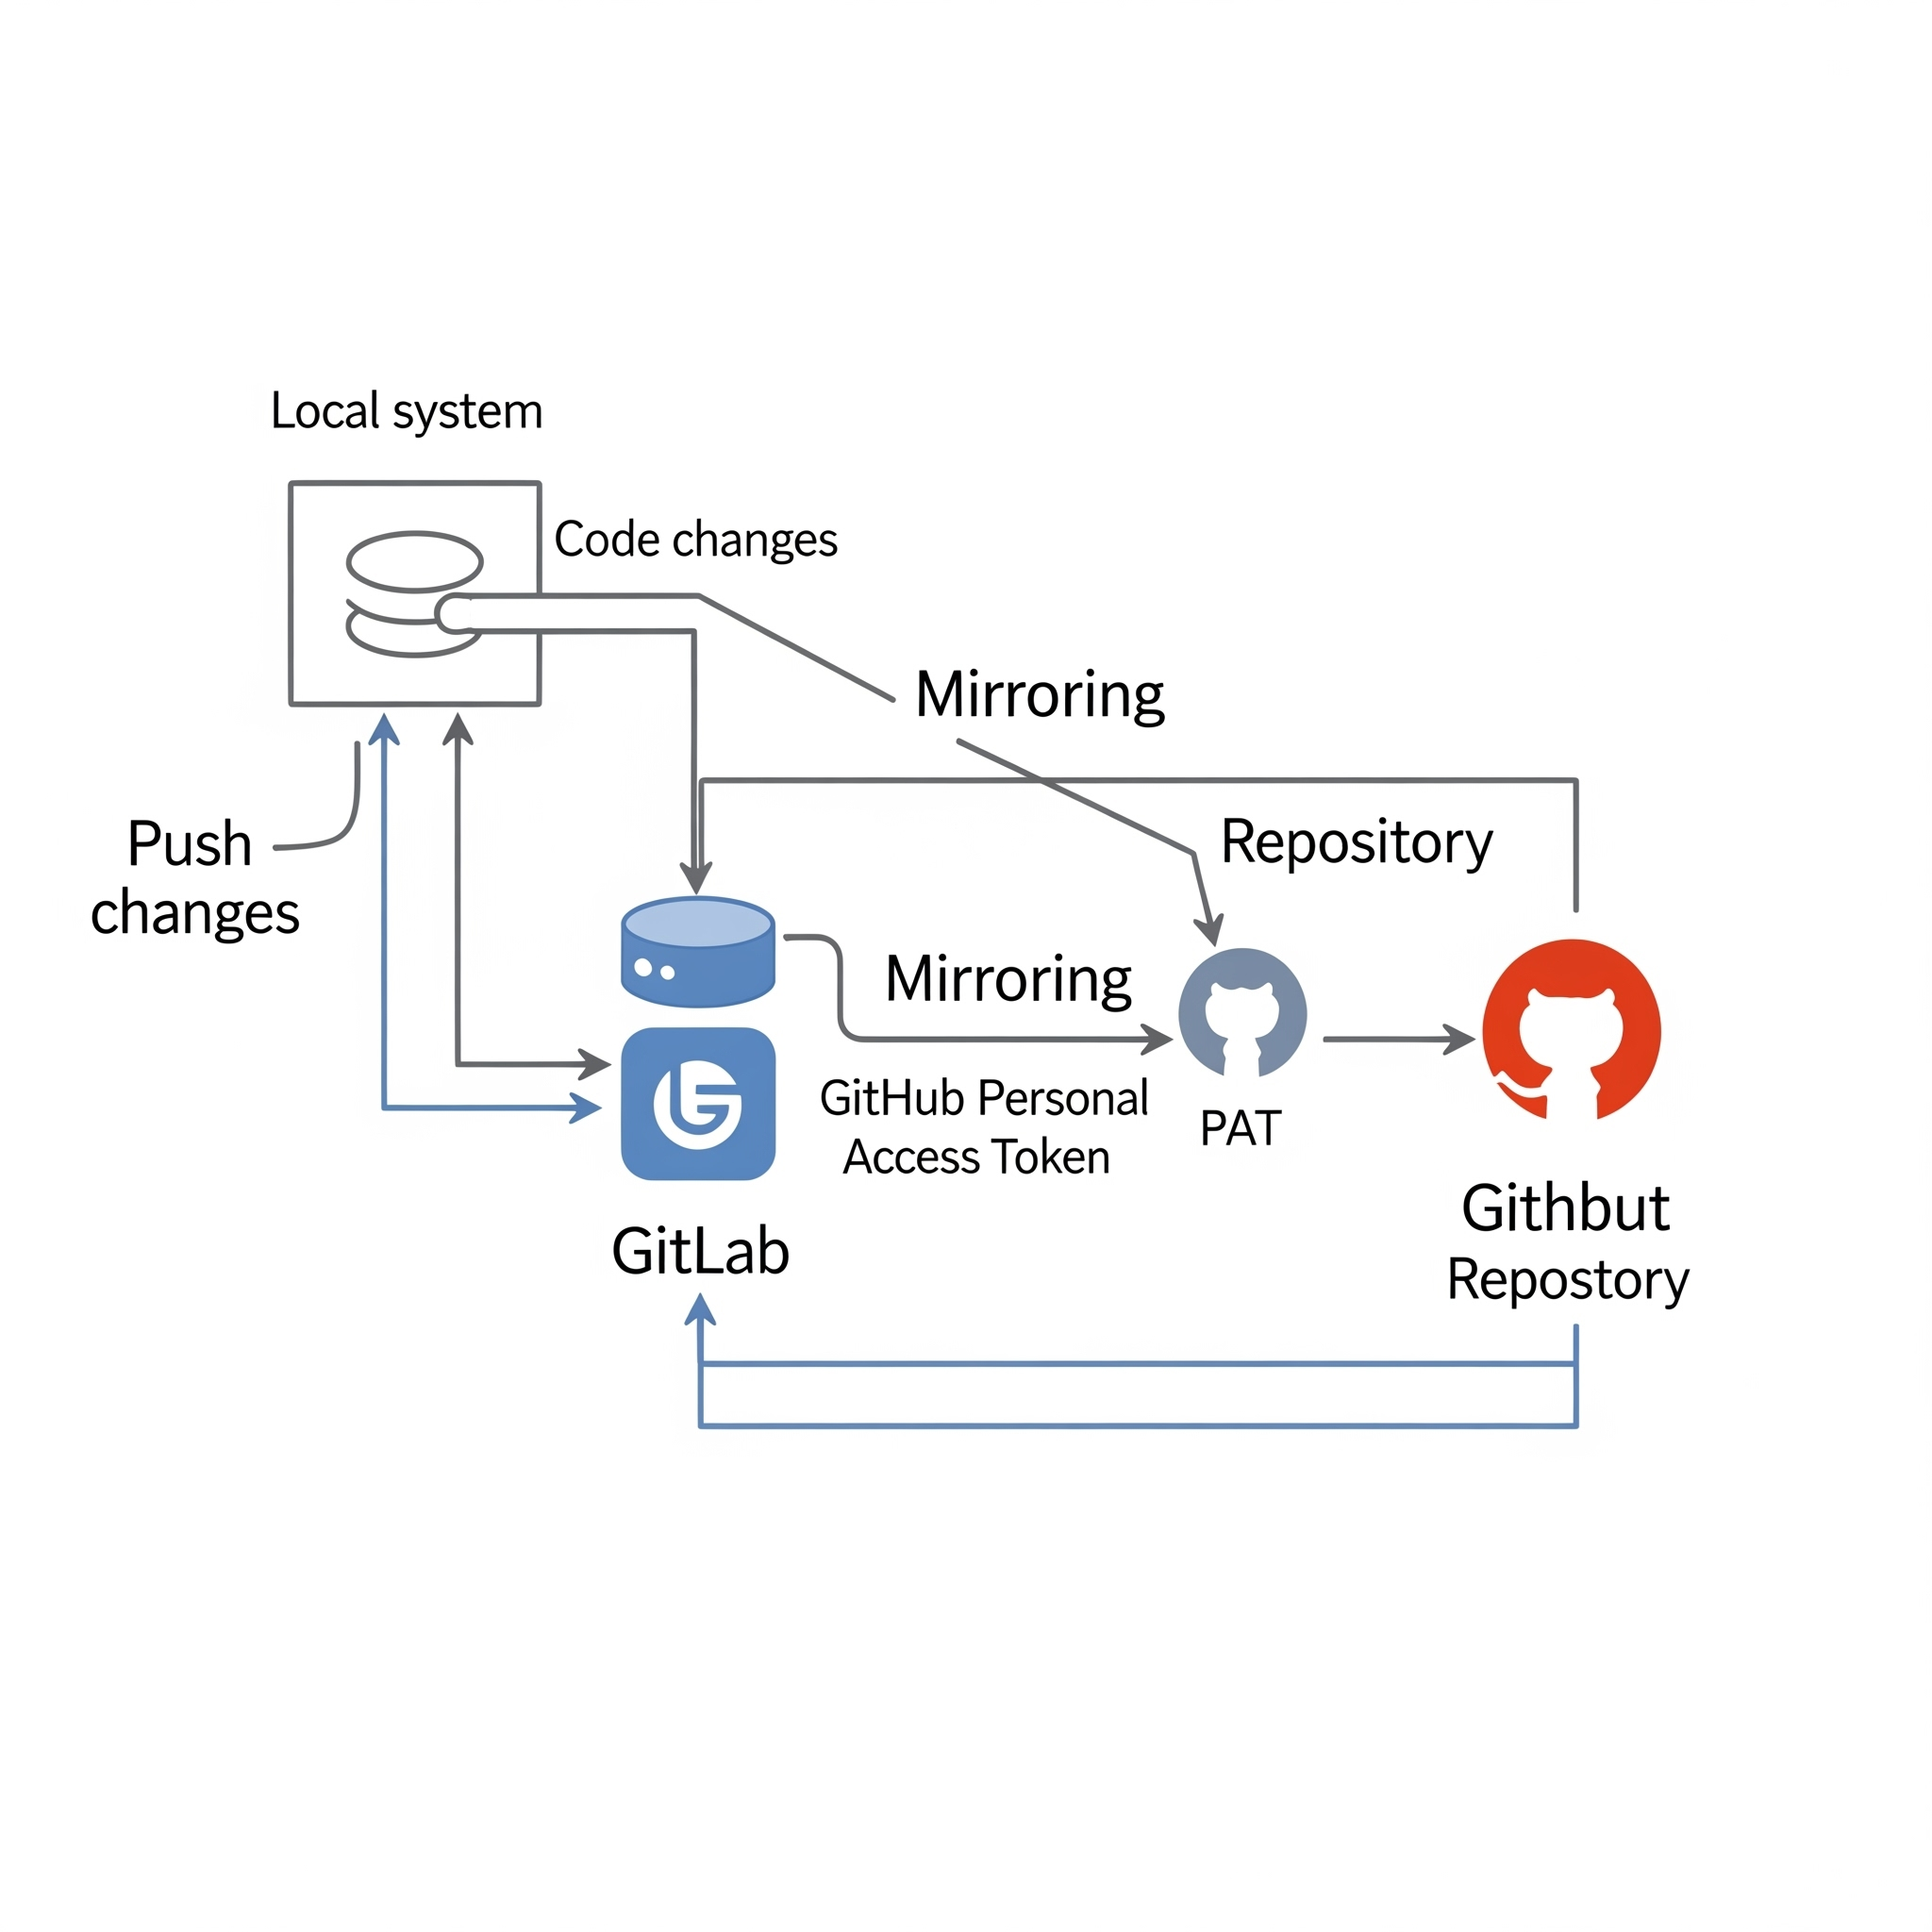 Local system
Code changes
Mirroring
Push
changes
Repository
Mirroring
GitHub Personal
Access Token
PAT
GitLab
Githbut
Repostory